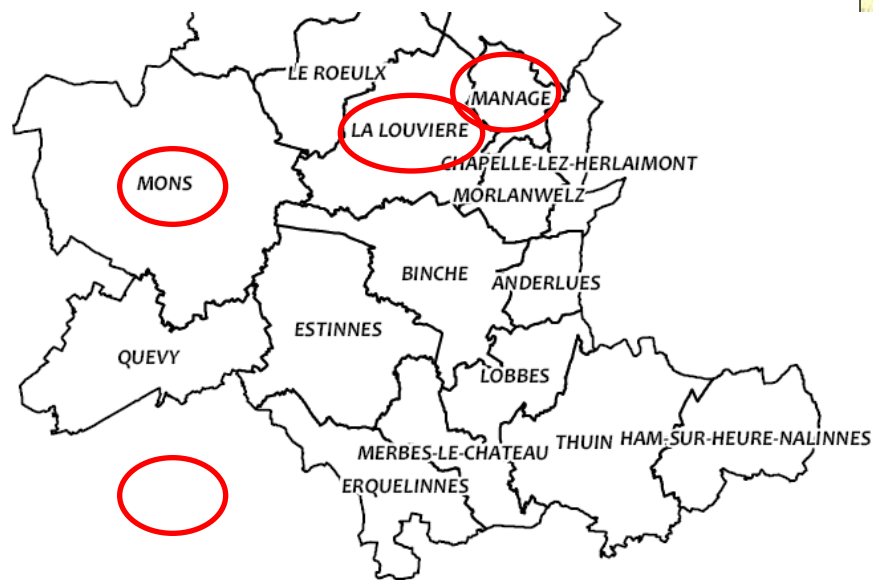 LE ROEULX
MANAGE
LA LOUVIERE
CHAPELLE-LEZ-HERLAIMONT
MONS
MORLANWELZ
BINCHE
ANDERLUES
ESTINNES
QUEVY
LOBBES
THUIN
HAM-SUR-HEURE-NALINNES
MERBES-LE-CHATEAU
ERQUELINNES